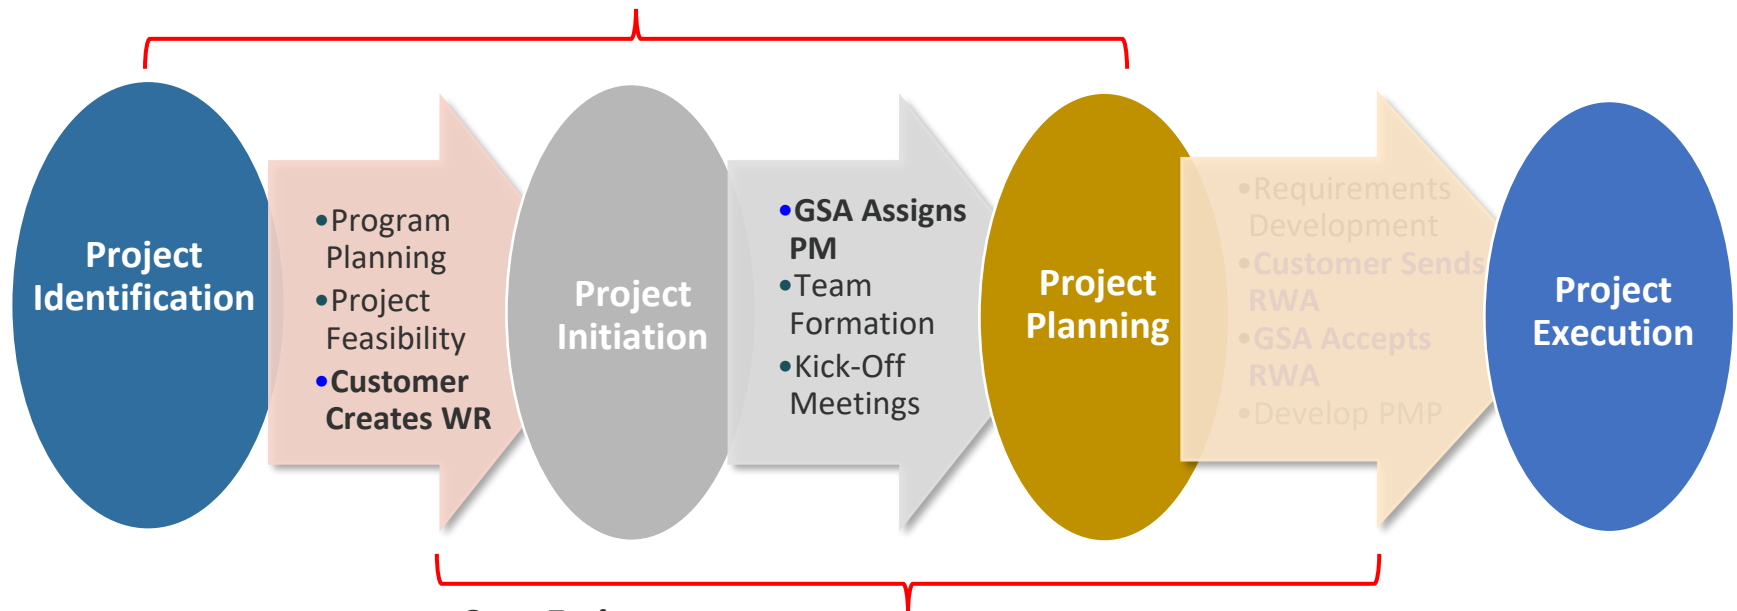 Project
Identification
•Program
Planning
•Project
Feasibility
•Customer
Creates WR
Project
Initiation
•GSA Assigns
PM
•Team
Formation
•Kick-Off
Meetings
Project
Planning
•Requirements
Development
•Customer Sends
RWA
•GSA Accepts
RWA
•Develop PMP
Project
Execution